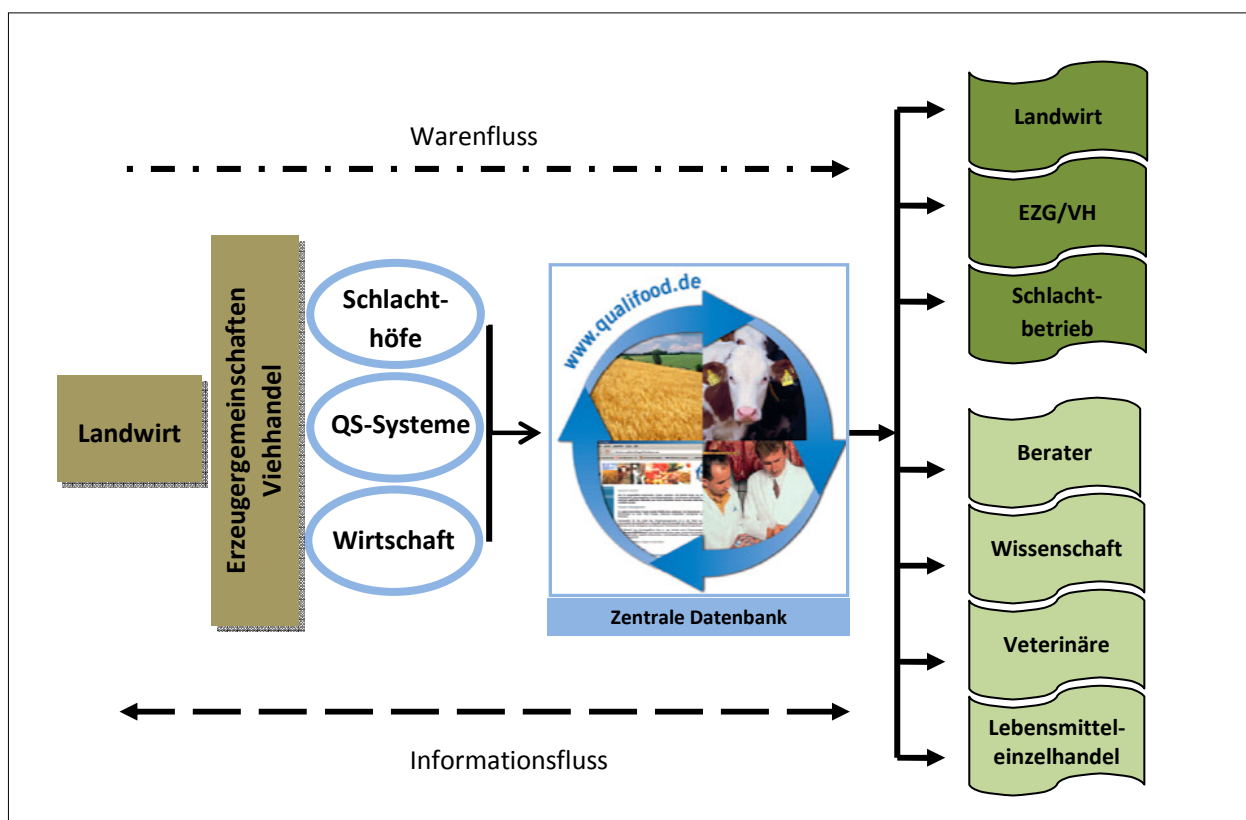 Warenfluss
Landwirt
Erzeugergemeinschaften
Viehhandel
Schlacht-
höfe
QS-Systeme
Wirtschaft
www.qualifood.de
Zentrale Datenbank
Informationsfluss
Landwirt
EZG/VH
Schlacht-
betrieb
Berater
Wissenschaft
Veterinäre
Lebensmittel-
einzelhandel